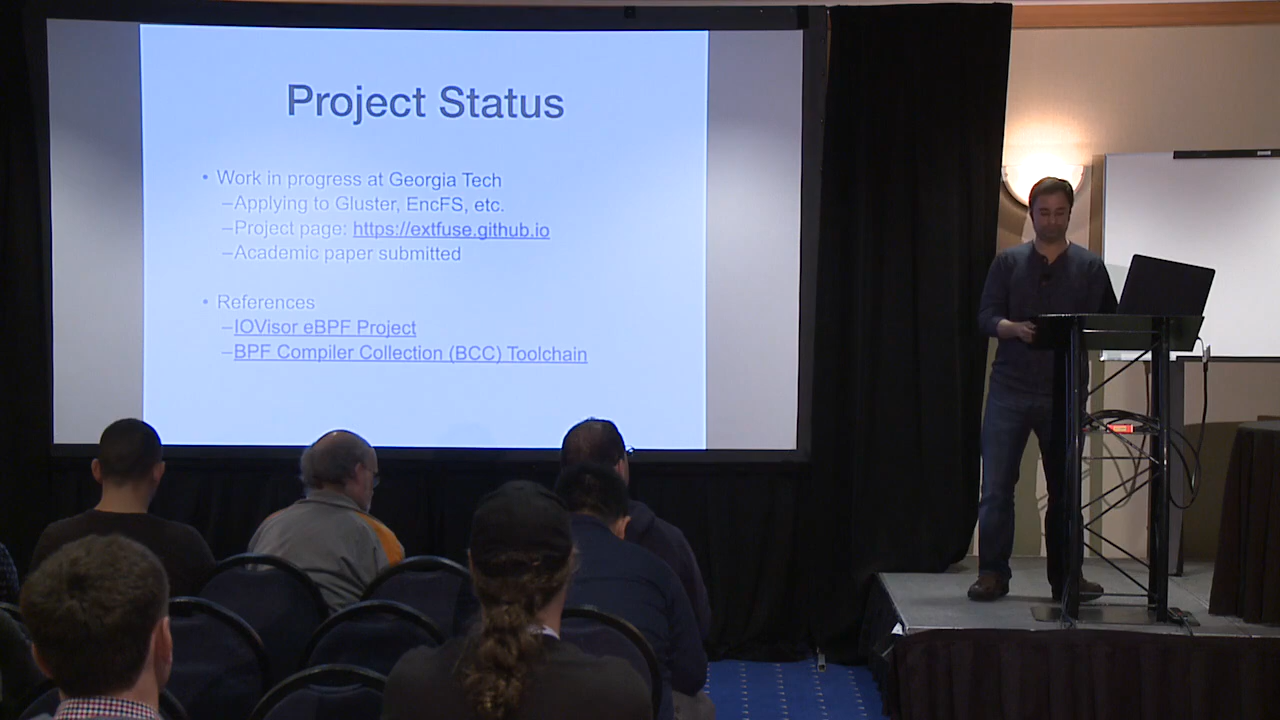 Project Status
• Work in progress at Georgia Tech
–Applying to Gluster, EncFS, etc.
–Project page: https://extfuse.github.io
–Academic paper submitted
• References
–IOVisor eBPF Project
–BPF Compiler Collection (BCC) Toolchain